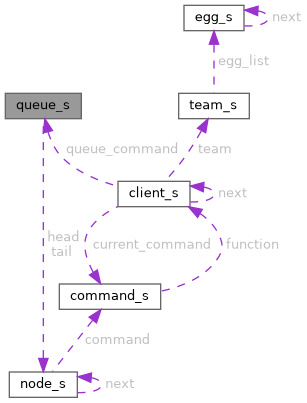 egg_s
next
egg_list
queue_s
team_s
queue_command
team
client_s
next
head
tail
current_command
function
command_s
command
node_s
next